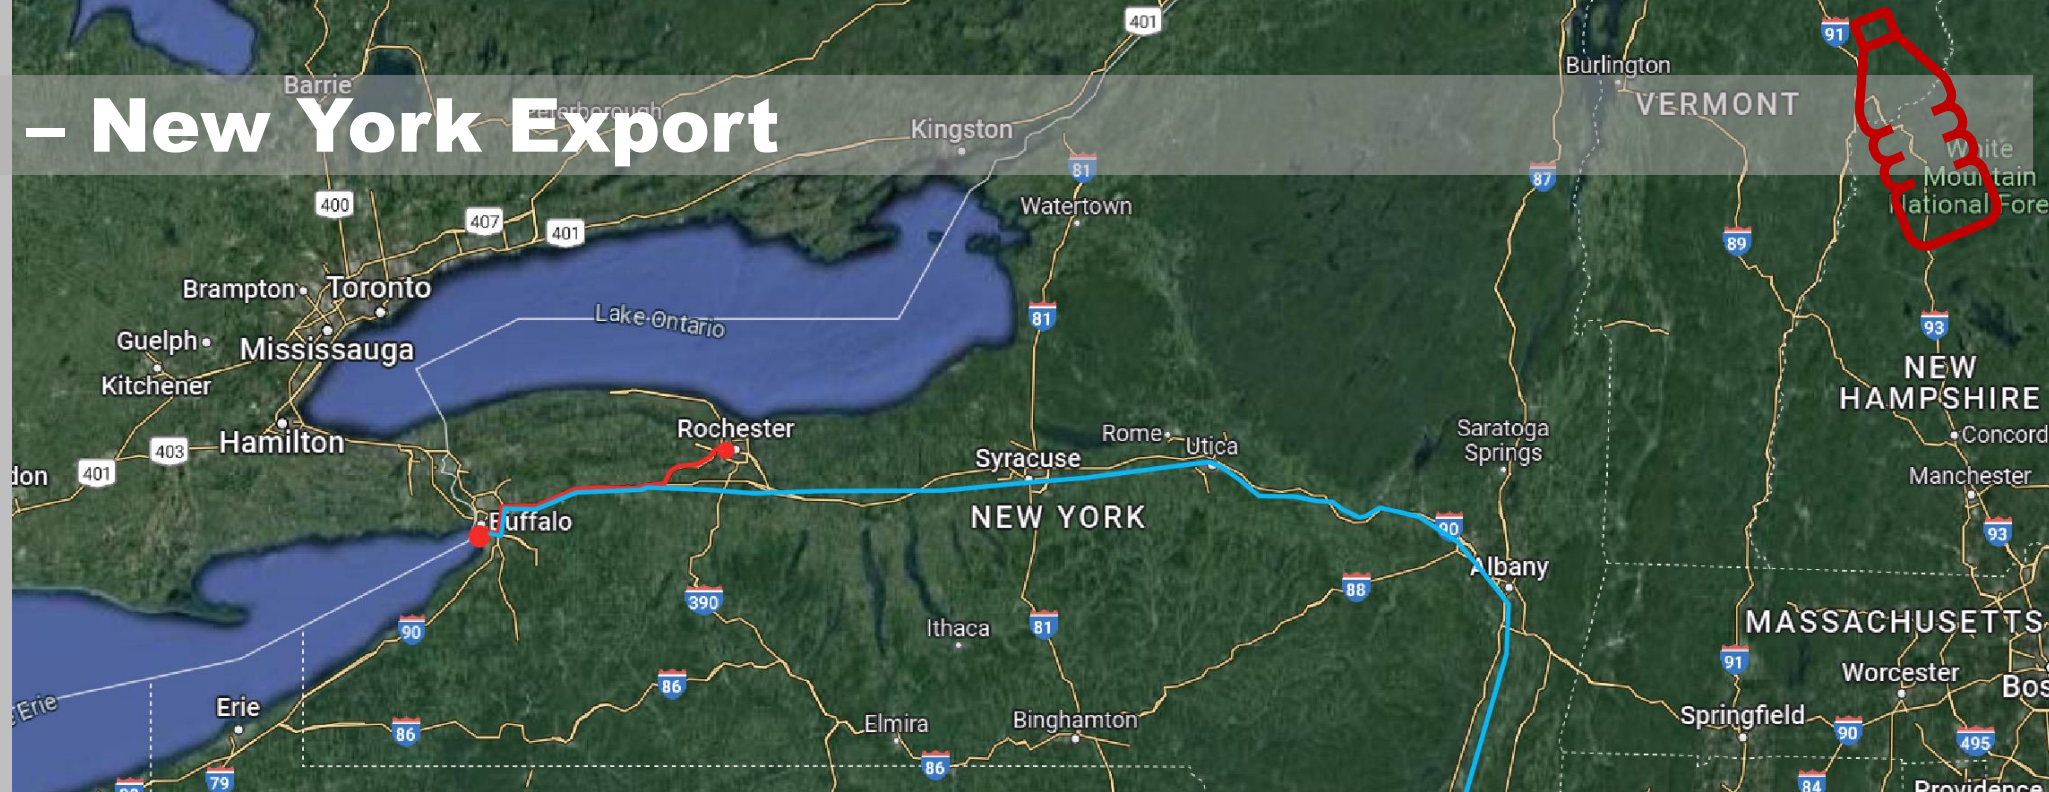 – New York Export
401
91
Burlington
VERMONT
Barrie
Peterborough
Kingston
White
Mountain
National Fore
81
87
400
407
401
Watertown
89
Brampton
Toronto
Lake Ontario
81
93
Guelph
Mississauga
Kitchener
NEW
HAMPSHIRE
Rochester
Hamilton
403
401
don
Rome
Utica
Syracuse
Saratoga
Springs
Concord
Manchester
NEW YORK
Buffalo
90
93
Albany
88
390
90
Ithaca
81
MASSACHUSETTS
91
Worcester
86
Bos
Erie
Erie
Elmira
Binghamton
Springfield
86
90
495
86
79
84
Providence